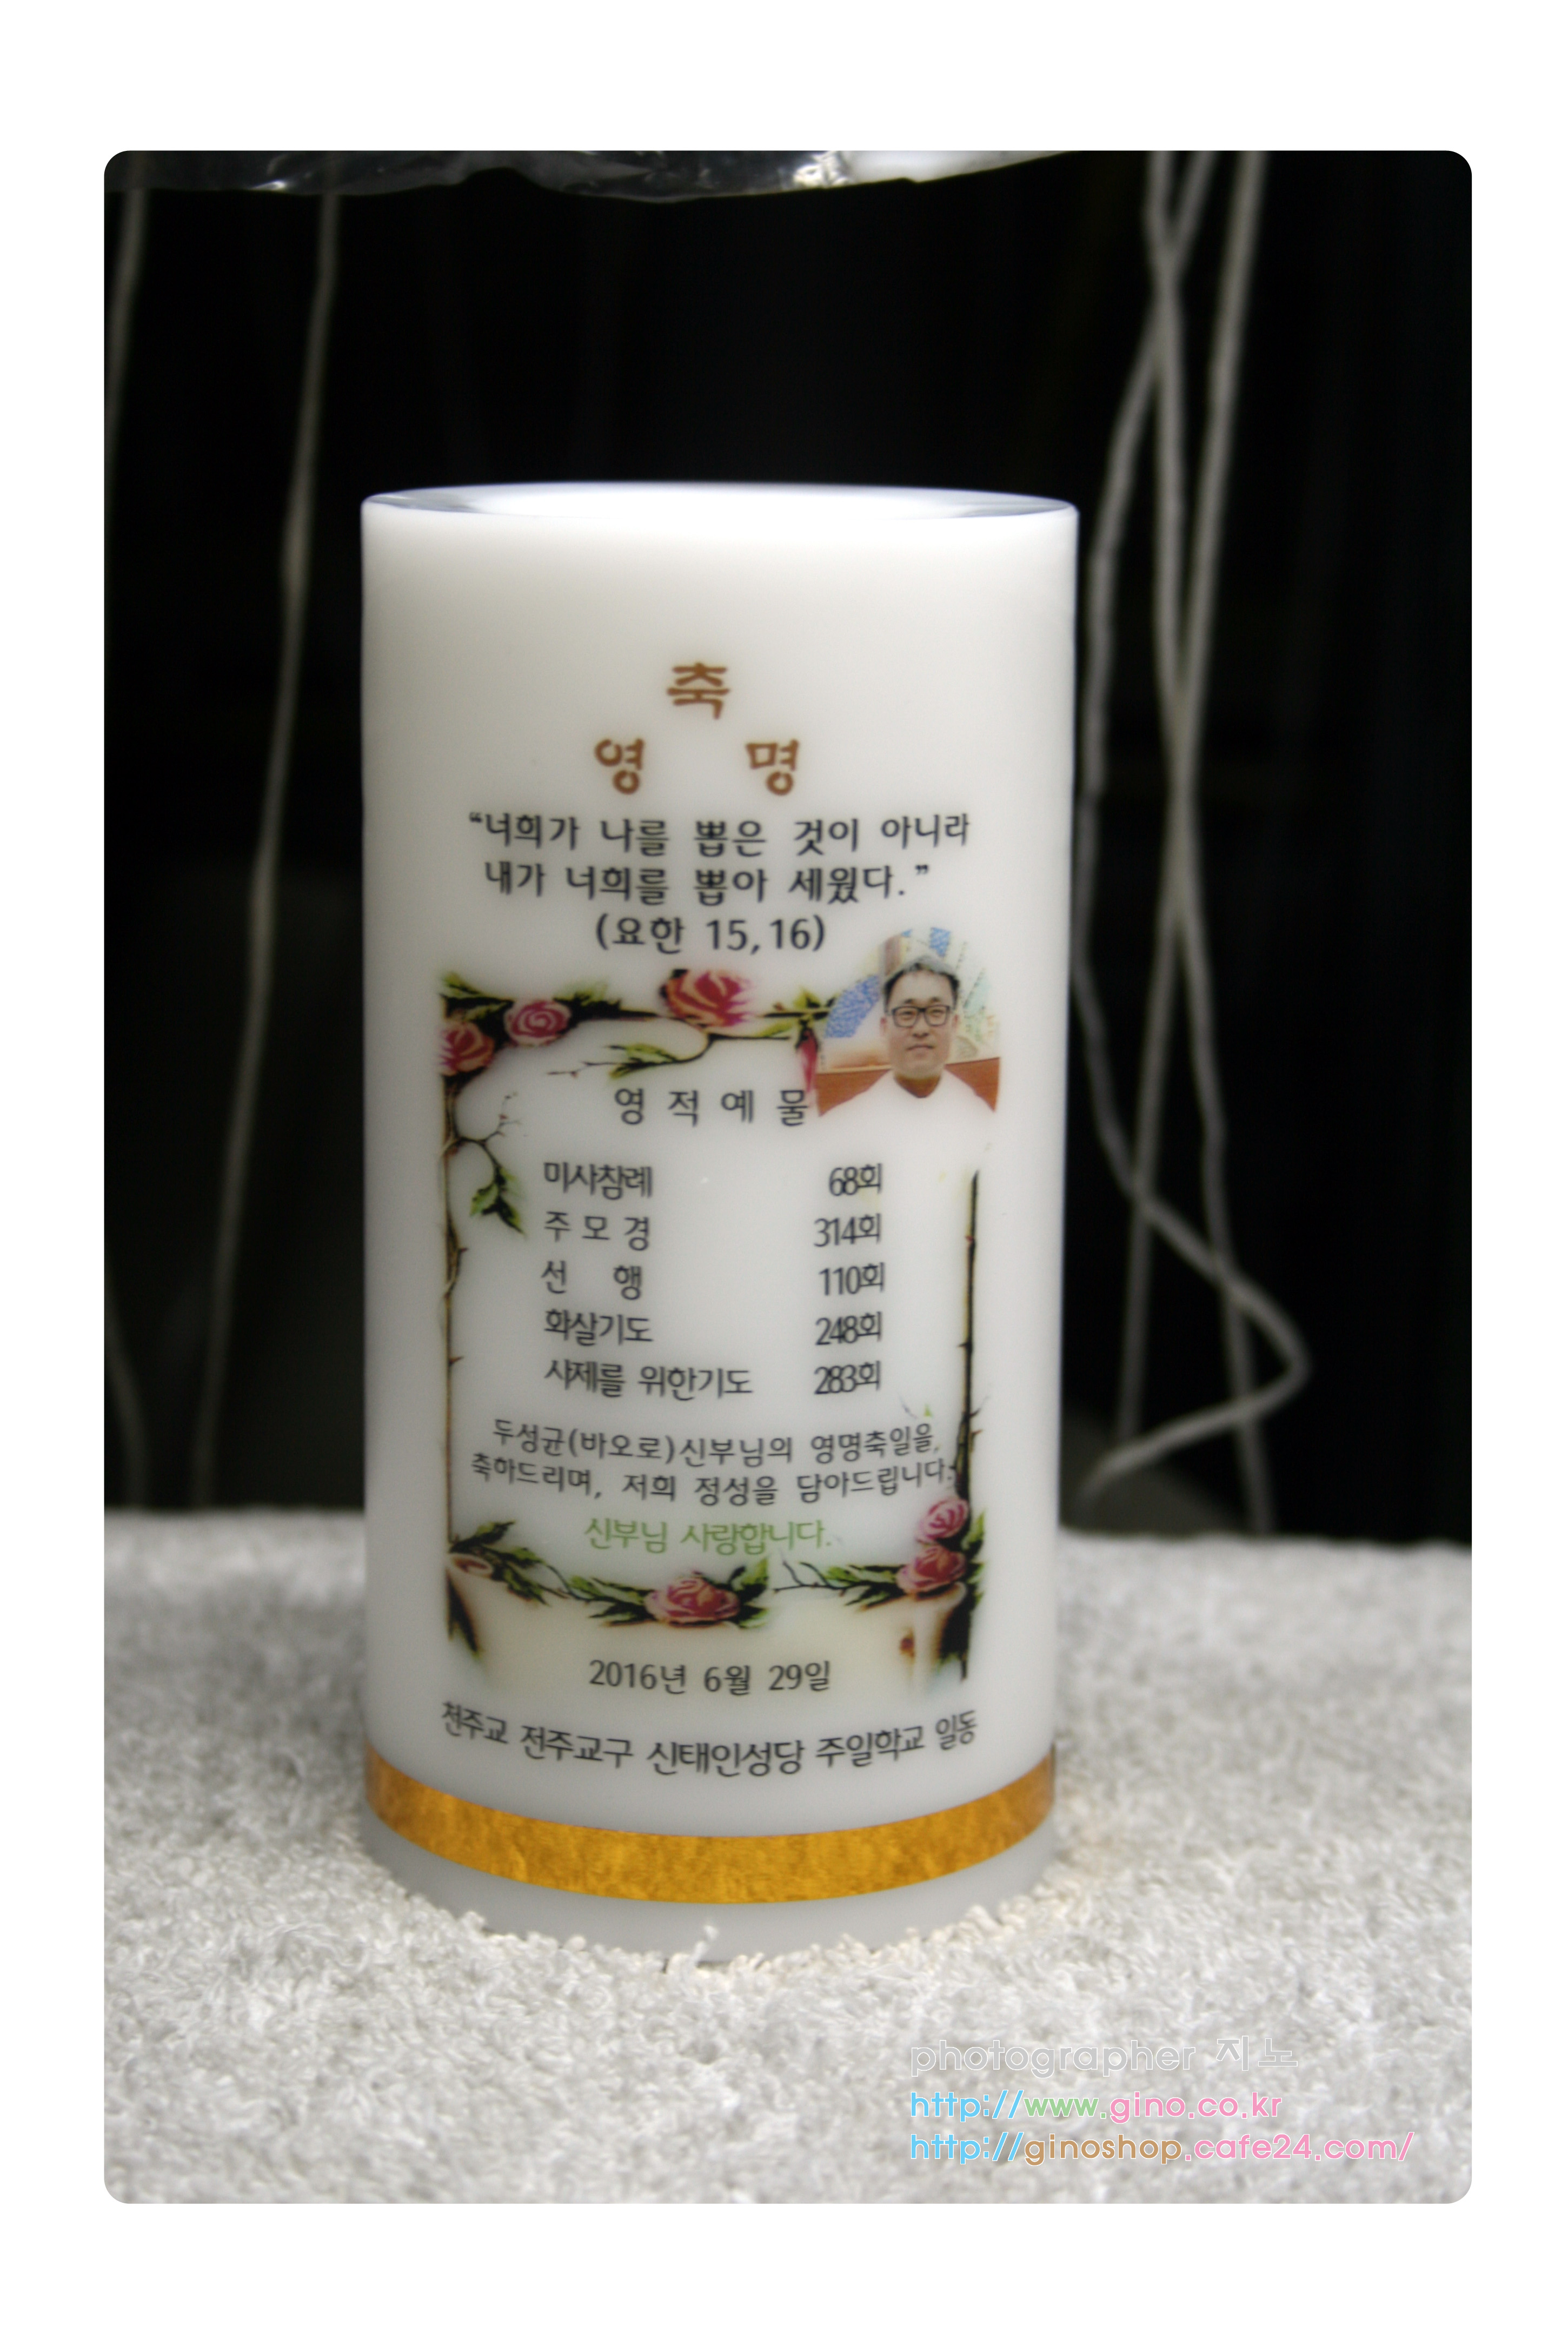 축
영 명
“너희가 나를 뽑은 것이 아니라
내가 너희를 뽑아 세웠다.”
(요한 15,16)
영적예물
미사참례 68회
주모경 314회
선 행 110회
화살기도 248회
사제를 위한기도 283회
두성균(바오로)신부님의 영명축일을,
축하드리며, 저희 정성을 담아드립니다.
신부님 사랑합니다.
2016년 6월 29일
천주교 전주교구 신태인성당 주일학교 일동
photographer 지노
http://www.gino.co.kr
http://ginoshop.cafe24.com/